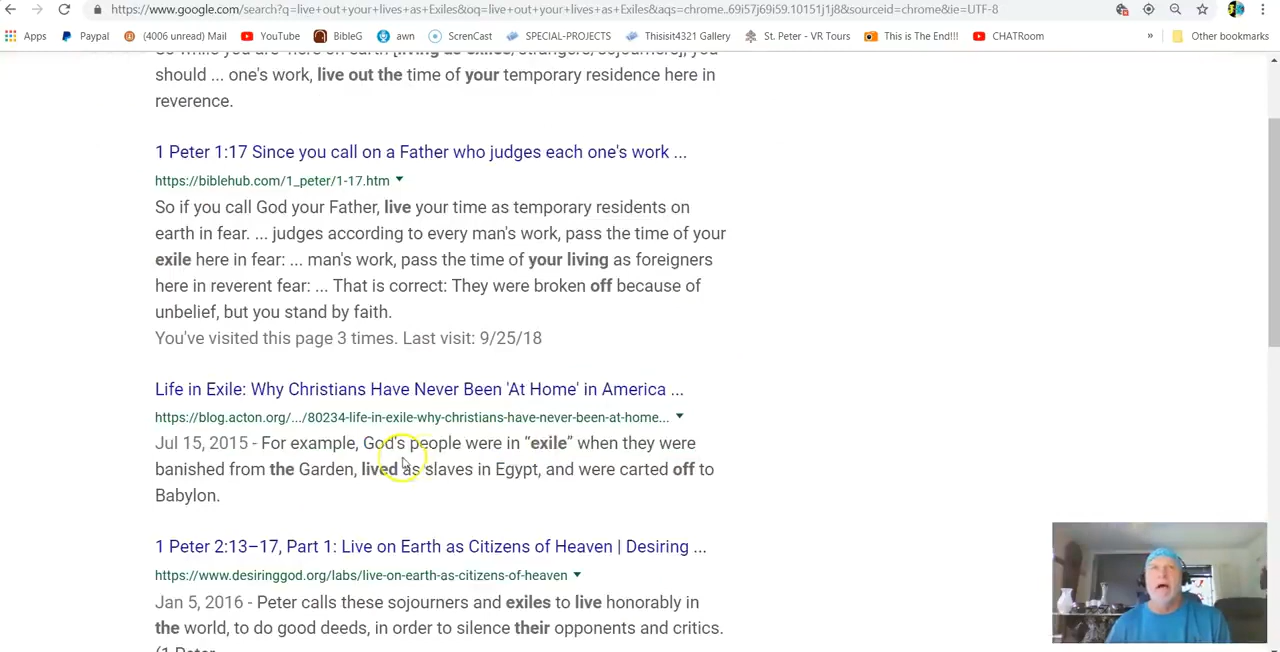 https://www.google.com/search?q=live+out+your+lives+as+Exiles&oq=live+out+your+lives+as+Exiles&aqs=chrome..69i57j69i59.10151j1j8&sourceid=chrome&ie=UTF-8
Apps Paypal (4006 unread) Mail YouTube BibleG awn ScrenCast SPECIAL-PROJECTS Thisisit4321 Gallery St. Peter - VR Tours This is The End!!! CHATRoom » Other bookmarks
should ... one's work, live out the time of your temporary residence here in
reverence.
1 Peter 1:17 Since you call on a Father who judges each one's work ...
https://biblehub.com/1_peter/1-17.htm
So if you call God your Father, live your time as temporary residents on
earth in fear. ... judges according to every man's work, pass the time of your
exile here in fear: ... man's work, pass the time of your living as foreigners
here in reverent fear: ... That is correct: They were broken off because of
unbelief, but you stand by faith.
You've visited this page 3 times. Last visit: 9/25/18
Life in Exile: Why Christians Have Never Been 'At Home' in America ...
https://blog.acton.org/.../80234-life-in-exile-why-christians-have-never-been-at-home...
Jul 15, 2015 - For example, God's people were in “exile” when they were
banished from the Garden, lived as slaves in Egypt, and were carted off to
Babylon.
1 Peter 2:13–17, Part 1: Live on Earth as Citizens of Heaven | Desiring ...
https://www.desiringgod.org/labs/live-on-earth-as-citizens-of-heaven
Jan 5, 2016 - Peter calls these sojourners and exiles to live honorably in
the world, to do good deeds, in order to silence their opponents and critics.
(1 Peter